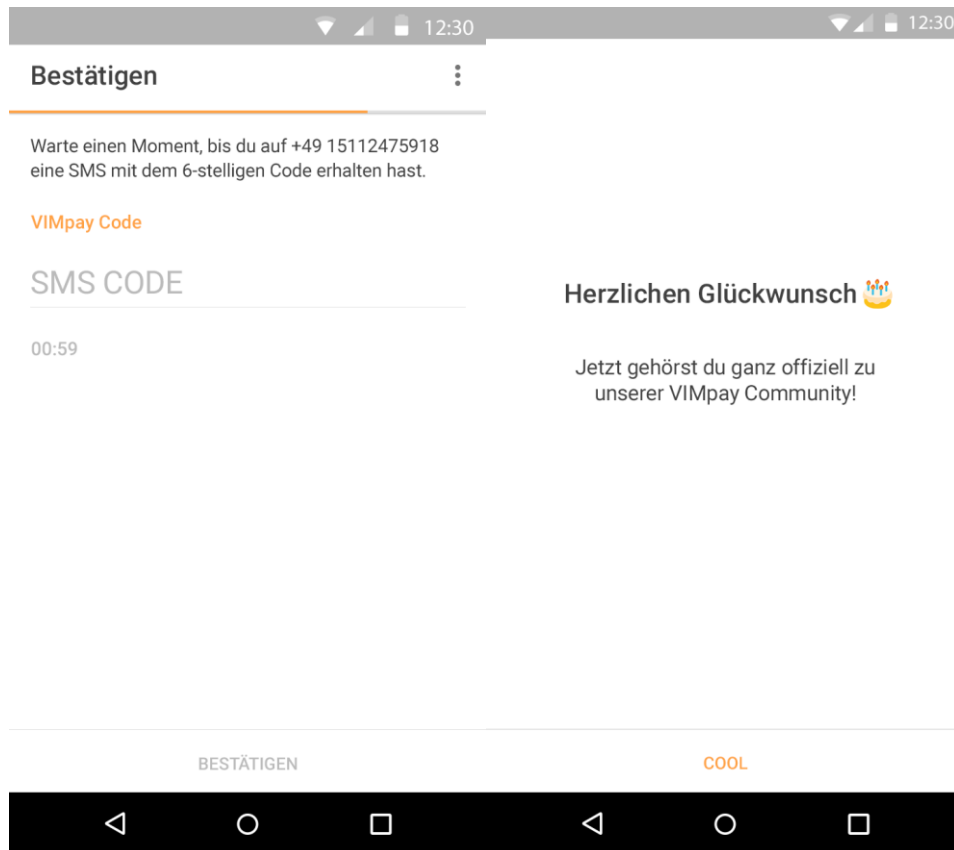 12:30
Bestätigen
Warte einen Moment, bis du auf +49 15112475918
eine SMS mit dem 6-stelligen Code erhalten hast.
VIMpay Code
SMS CODE
00:59
BESTÄTIGEN
12:30
Herzlichen Glückwunsch 🎂
Jetzt gehörst du ganz offiziell zu
unserer VIMpay Community!
COOL